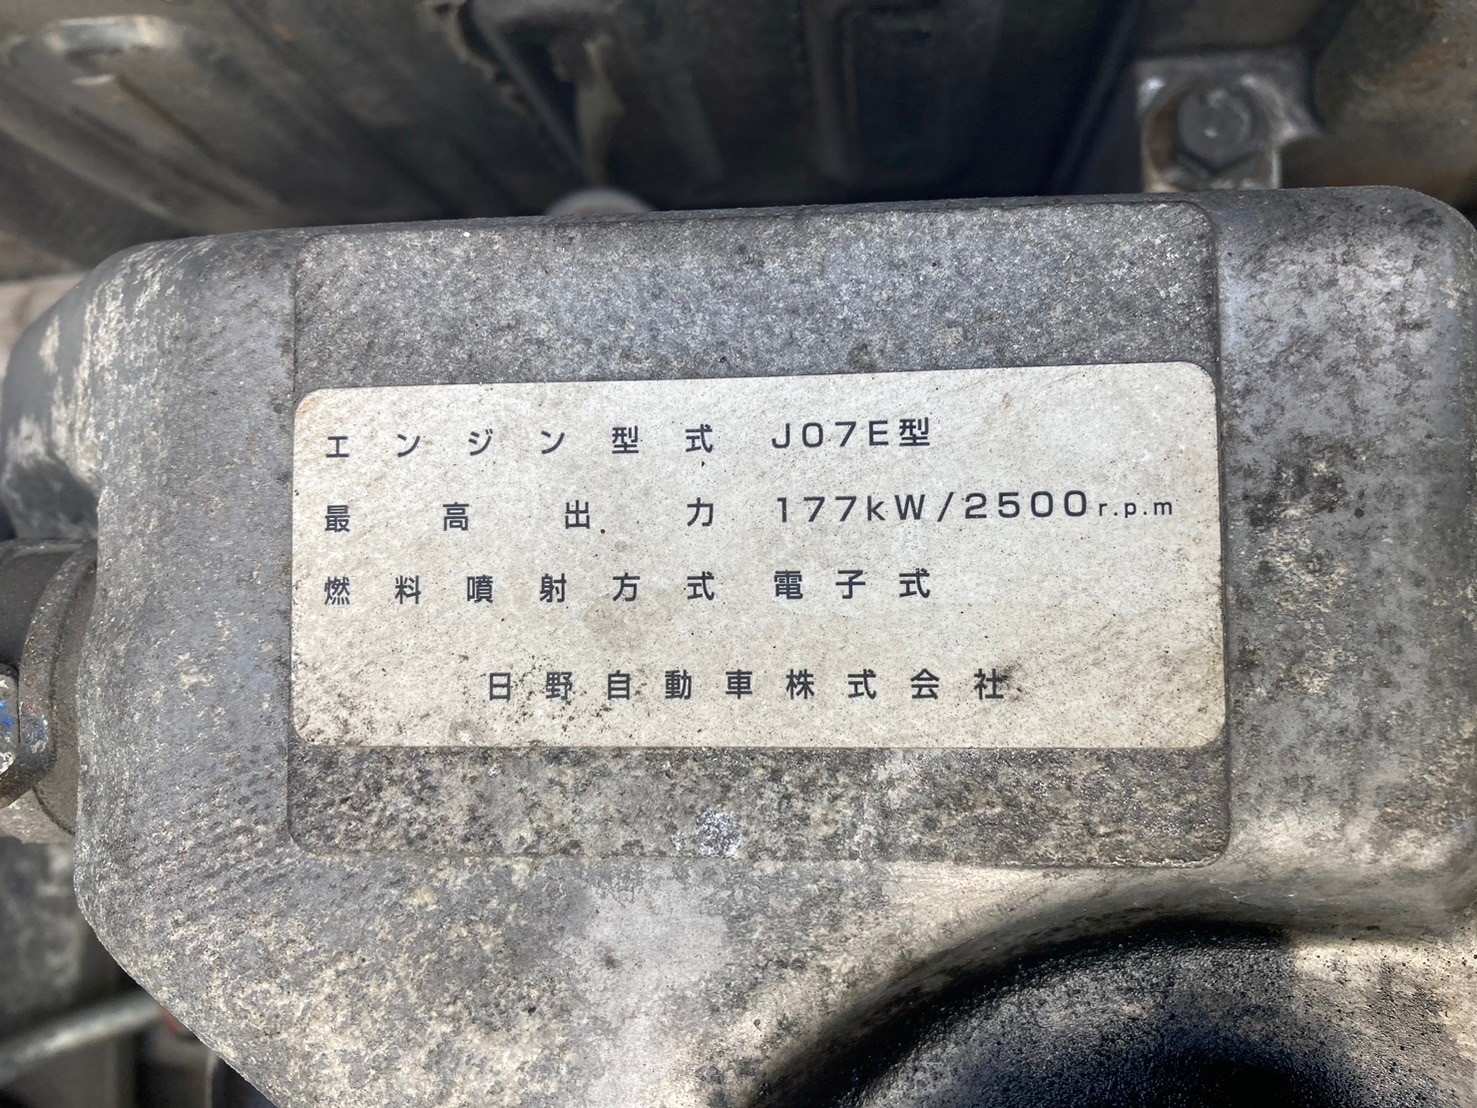 エンジン型式 J07E型
最高出力 177kW/2500r.p.m
燃料噴射方式 電子式
日野自動車株式会社